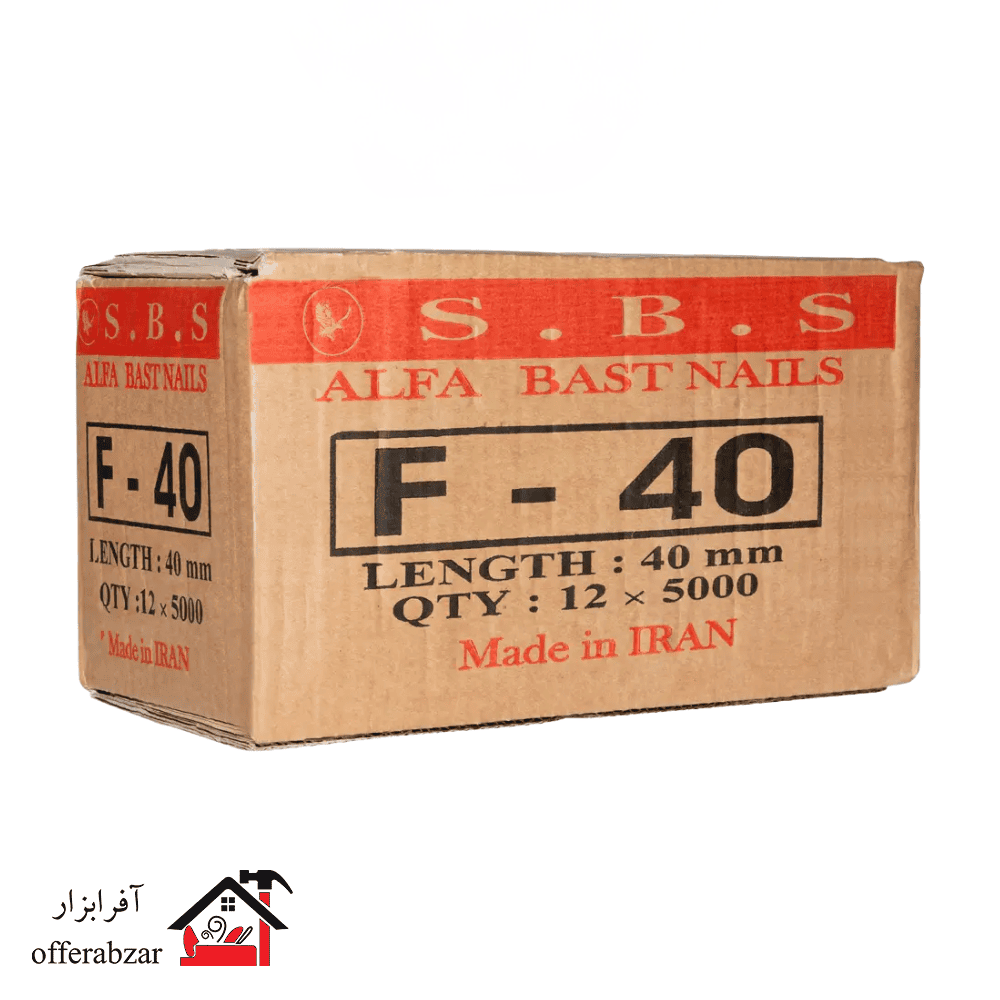 S.B.S
ALFA BAST NAILS
F - 40
LENGTH : 40 mm
QTY :12 × 5000
Made in IRAN
S . B . S
ALFA BAST NAILS
F - 40
LENGTH : 40 mm
QTY : 12 × 5000
Made in IRAN
آفرابزار
offerabzar